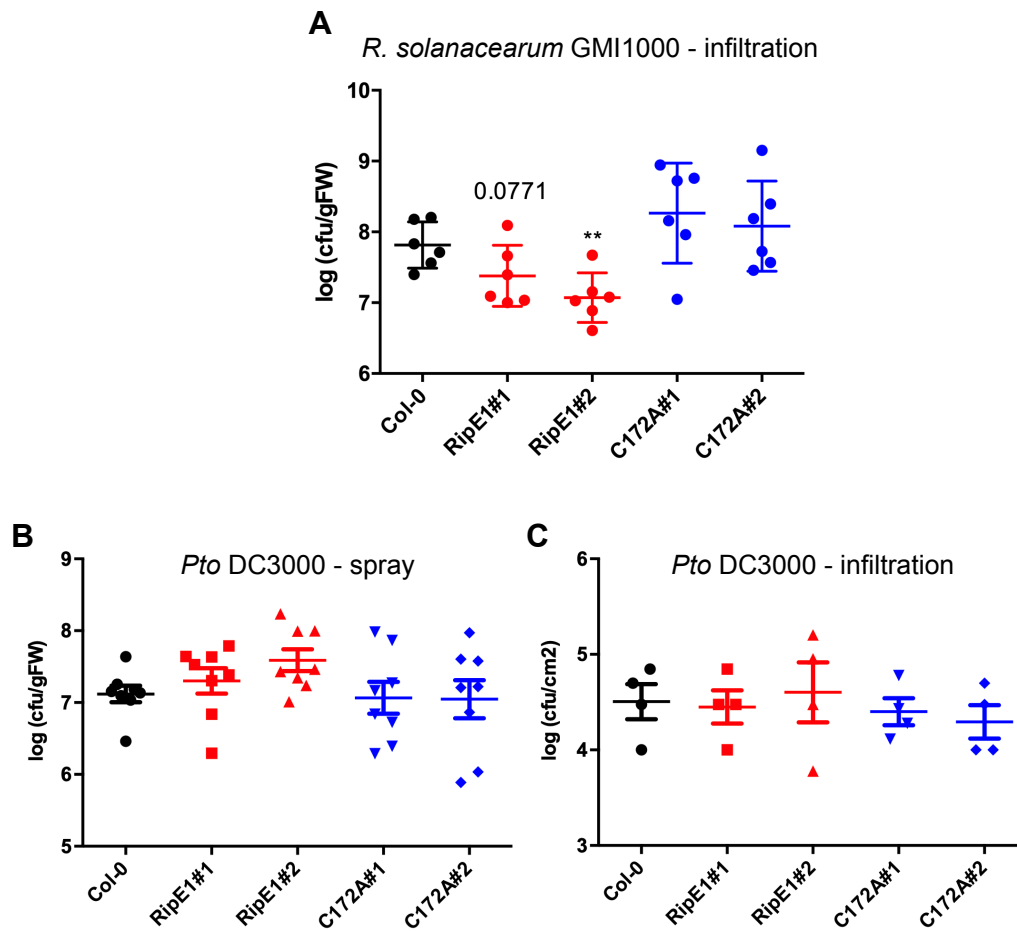 A
R. solanacearum GMI1000 - infiltration
log (cfu/gFW)
10
9
8
7
6
0.0771
**
Col-0
RipE1#1
RipE1#2
C172A#1
C172A#2
B
Pto DC3000 - spray
log (cfu/gFW)
9
8
7
6
5
Col-0
RipE1#1
RipE1#2
C172A#1
C172A#2
C
Pto DC3000 - infiltration
log (cfu/cm2)
6
5
4
3
Col-0
RipE1#1
RipE1#2
C172A#1
C172A#2